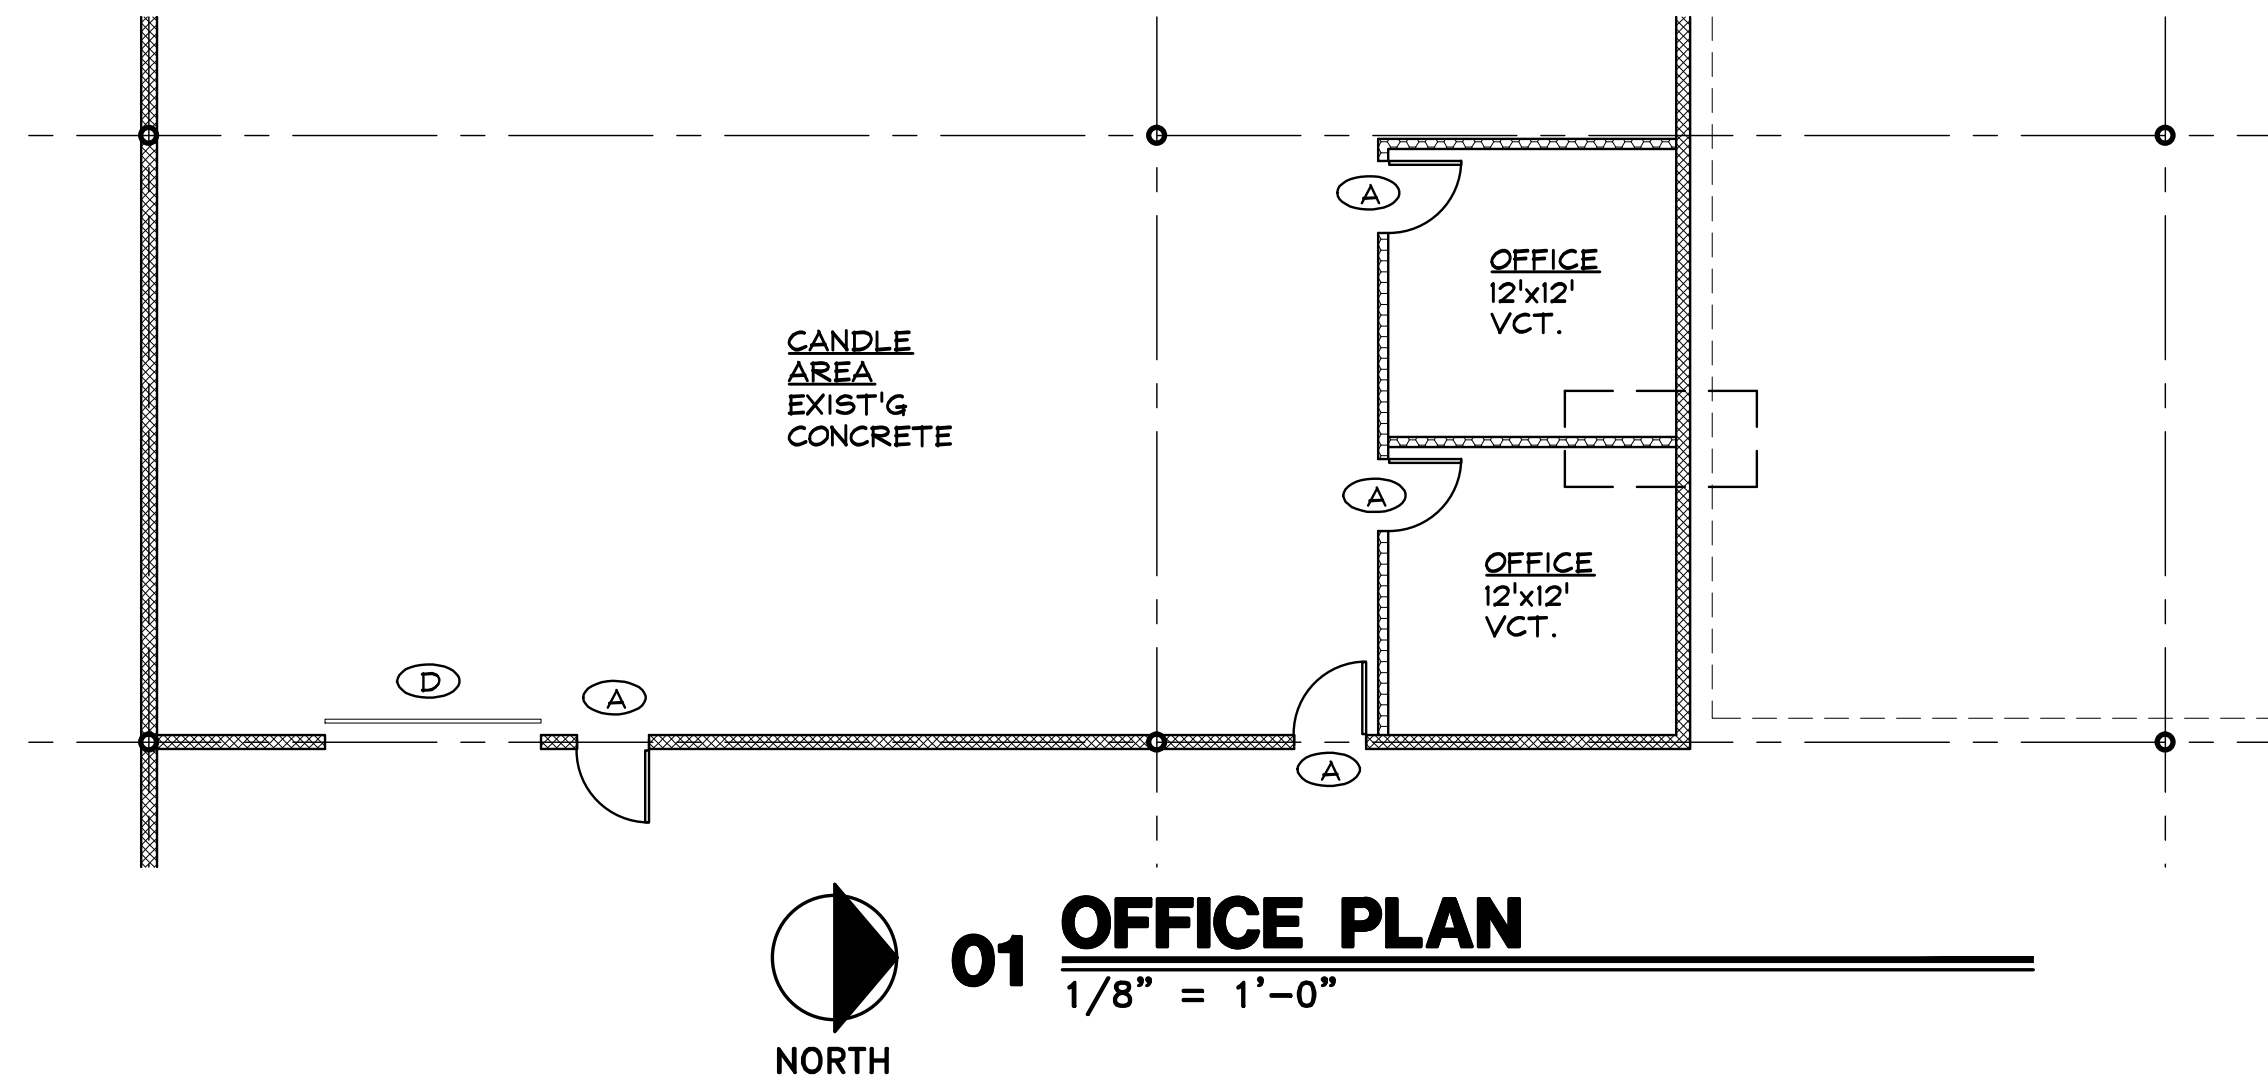 A
OFFICE
12'x12'
VCT.
CANDLE
AREA
EXIST'G
CONCRETE
A
OFFICE
12'x12'
VCT.
D
A
A
01 OFFICE PLAN
1/8" = 1'-0"
NORTH